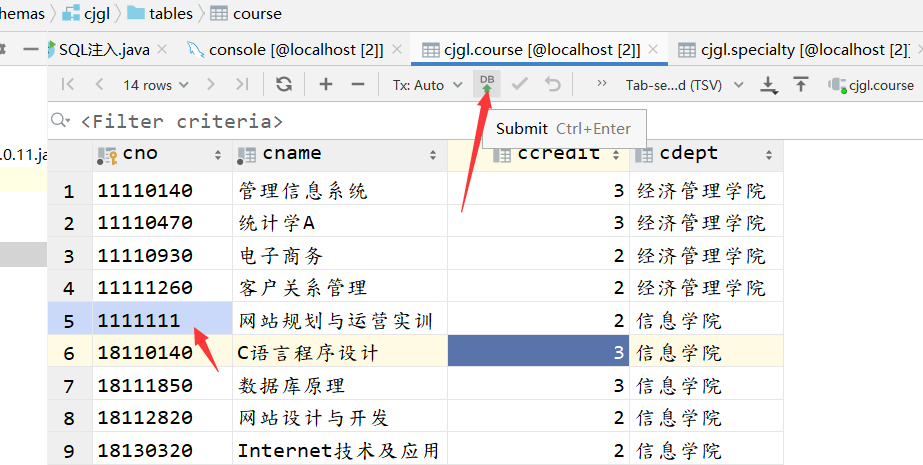 hemas cjgl tables course
SQL注入.java console [@localhost [2]] cjgl.course [@localhost [2]] cjgl.specialty [@localhost [2]
14 rows Tx: Auto DB Tab-se...d (TSV) cjgl.course
<Filter criteria>
Submit Ctrl+Enter
.0.11.ja
cno cname ccredit cdept
1 11110140 管理信息系统 3 经济管理学院
2 11110470 统计学A 3 经济管理学院
3 11110930 电子商务 2 经济管理学院
4 11111260 客户关系管理 2 经济管理学院
5 1111111 网站规划与运营实训 2 信息学院
6 18110140 C语言程序设计 3 信息学院
7 18111850 数据库原理 3 信息学院
8 18112820 网站设计与开发 2 信息学院
9 18130320 Internet技术及应用 2 信息学院